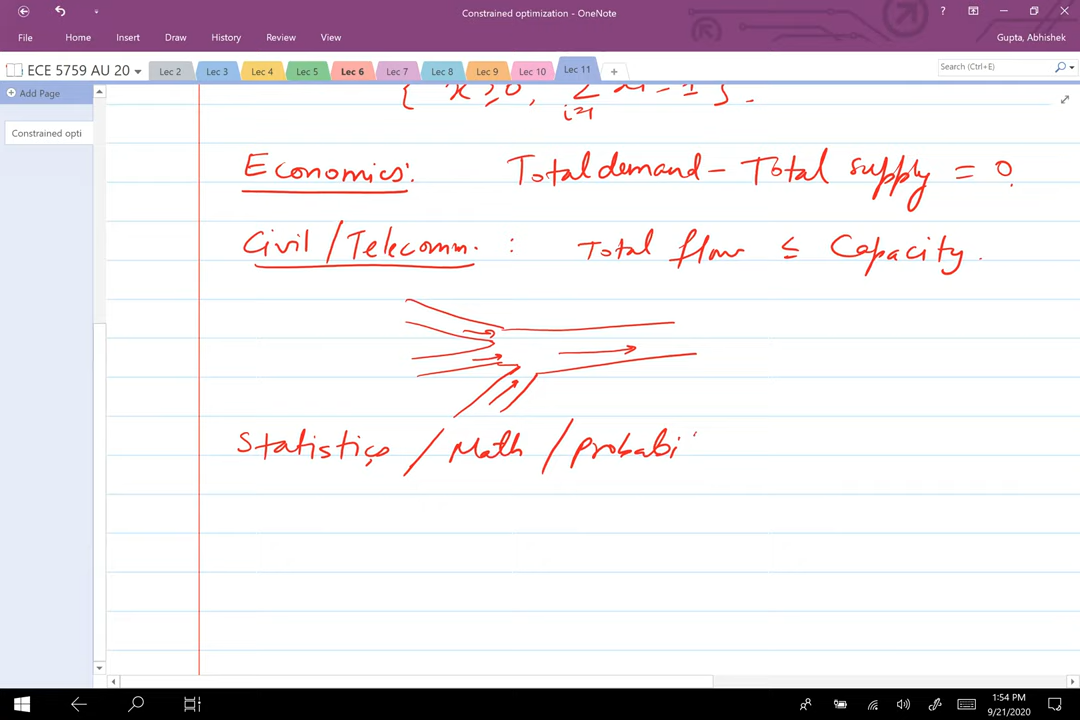 Constrained optimization - OneNote
File Home Insert Draw History Review View Gupta, Abhishek
ECE 5759 AU 20 Lec 2 Lec 3 Lec 4 Lec 5 Lec 6 Lec 7 Lec 8 Lec 9 Lec 10 Lec 11 Search (Ctrl+E)
Add Page
Constrained opti
Economics: Total demand - Total supply = 0.
Civil / Telecomm. : Total flow ≤ Capacity.
Statistics / Math / probabi
1:54 PM
9/21/2020